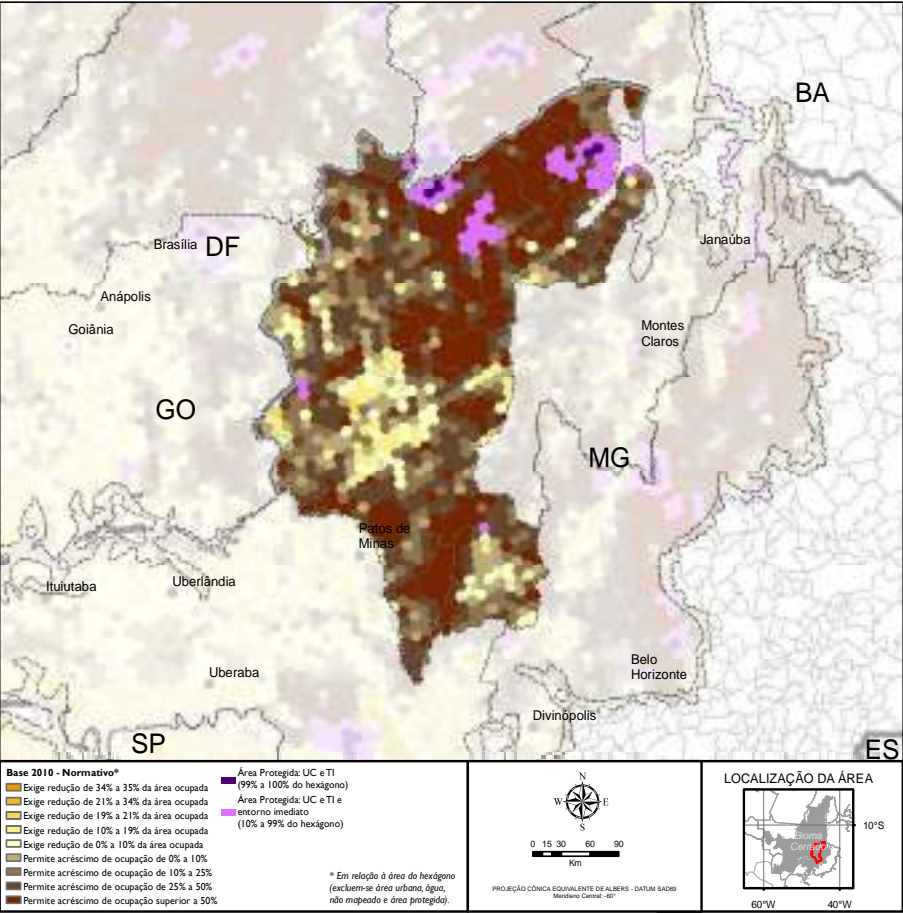 BA
Brasília
DF
Janaúba
Anápolis
Goiânia
Montes
Claros
GO
MG
Patos de
Minas
Ituiutaba
Uberlândia
Uberaba
Belo
Horizonte
Divinópolis
SP
ES
Base 2010 - Normativo*
Exige redução de 34% a 35% da área ocupada
Exige redução de 21% a 34% da área ocupada
Exige redução de 19% a 21% da área ocupada
Exige redução de 10% a 19% da área ocupada
Exige redução de 0% a 10% da área ocupada
Permite acréscimo de ocupação de 0% a 10%
Permite acréscimo de ocupação de 10% a 25%
Permite acréscimo de ocupação de 25% a 50%
Permite acréscimo de ocupação superior a 50%
Área Protegida: UC e TI
(99% a 100% do hexágono)
Área Protegida: UC e TI e
entorno imediato
(10% a 99% do hexágono)
* Em relação à área do hexágono
(excluem-se área urbana, água,
não mapeado e área protegida).
N
W E
S
0 15 30 60 90
Km
PROJEÇÃO CÔNICA EQUIVALENTE DE ALBERS - DATUM SAD69
Meridiano Central: -60°
LOCALIZAÇÃO DA ÁREA
Bioma
Cerrado
10°S
60°W 40°W